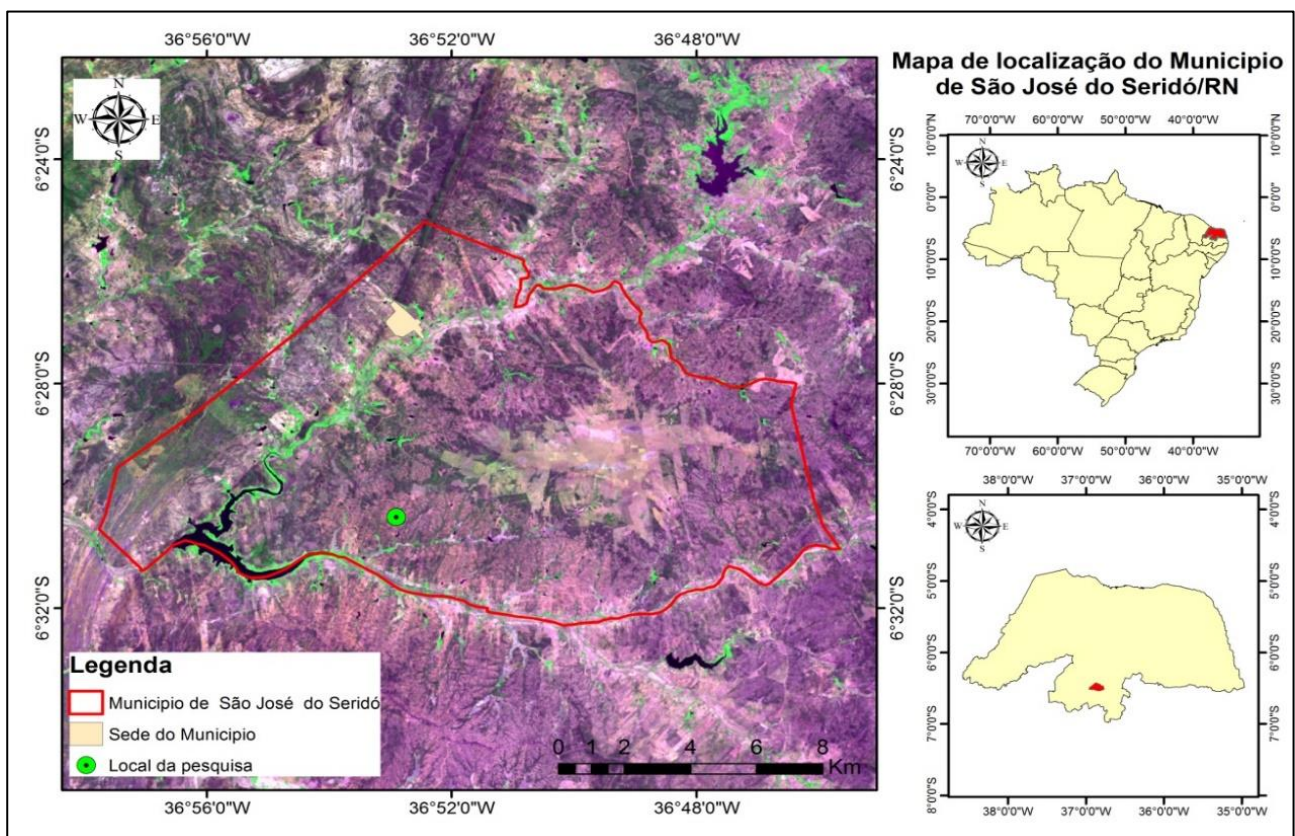 36°56'0"W 36°52'0"W 36°48'0"W
N
W E
S
6°24'0"S
6°28'0"S
6°32'0"S
Legenda
Municipio de São José do Seridó
Sede do Municipio
Local da pesquisa
0 1 2 4 6 8
Km
6°24'0"S
6°28'0"S
6°32'0"S
36°56'0"W 36°52'0"W 36°48'0"W
Mapa de localização do Municipio
de São José do Seridó/RN
70°0'0"W 60°0'0"W 50°0'0"W 40°0'0"W
N
W E
S
10°0'0"N
0°0'0"
10°0'0"S
20°0'0"S
30°0'0"S
10°0'0"N
0°0'0"
10°0'0"S
20°0'0"S
30°0'0"S
70°0'0"W 60°0'0"W 50°0'0"W 40°0'0"W
38°0'0"W 37°0'0"W 36°0'0"W 35°0'0"W
N
W E
S
4°0'0"S
5°0'0"S
6°0'0"S
7°0'0"S
8°0'0"S
4°0'0"S
5°0'0"S
6°0'0"S
7°0'0"S
8°0'0"S
38°0'0"W 37°0'0"W 36°0'0"W 35°0'0"W